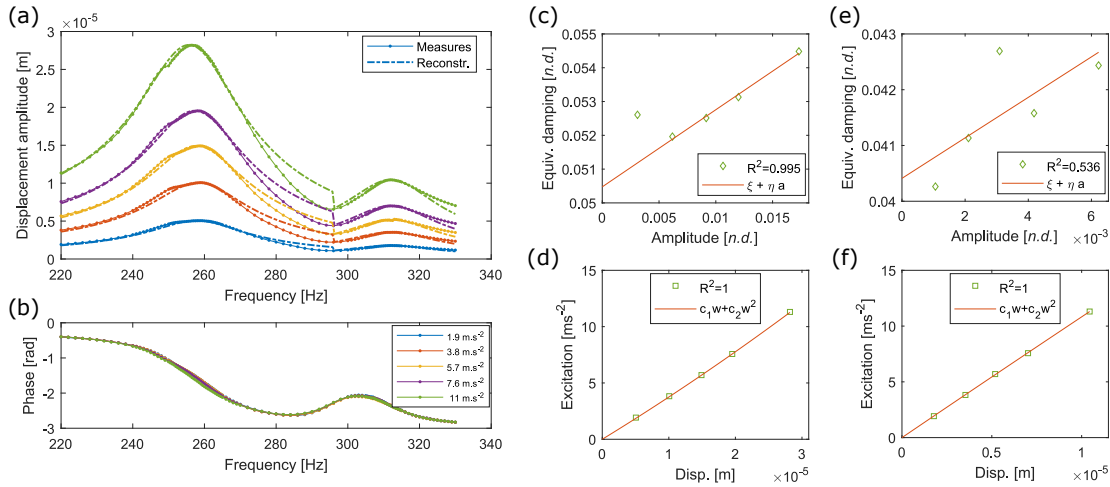 (a)
×10⁻⁵
3
2.5
2
1.5
1
0.5
0
Displacement amplitude [m]
Measures
Reconstr.
220 240 260 280 300 320 340
Frequency [Hz]
(b)
0
-1
-2
-3
Phase [rad]
1.9 m.s⁻²
3.8 m.s⁻²
5.7 m.s⁻²
7.6 m.s⁻²
11 m.s⁻²
220 240 260 280 300 320 340
Frequency [Hz]
(c)
0.055
0.054
0.053
0.052
0.051
0.05
Equiv. damping [n.d.]
R²=0.995
ξ + η a
0 0.005 0.01 0.015
Amplitude [n.d.]
(d)
15
10
5
0
Excitation [ms⁻²]
R²=1
c₁w+c₂w²
0 1 2 3
Disp. [m] ×10⁻⁵
(e)
0.043
0.042
0.041
0.04
Equiv. damping [n.d.]
R²=0.536
ξ + η a
0 2 4 6
Amplitude [n.d.] ×10⁻³
(f)
15
10
5
0
Excitation [ms⁻²]
R²=1
c₁w+c₂w²
0 0.5 1
Disp. [m] ×10⁻⁵